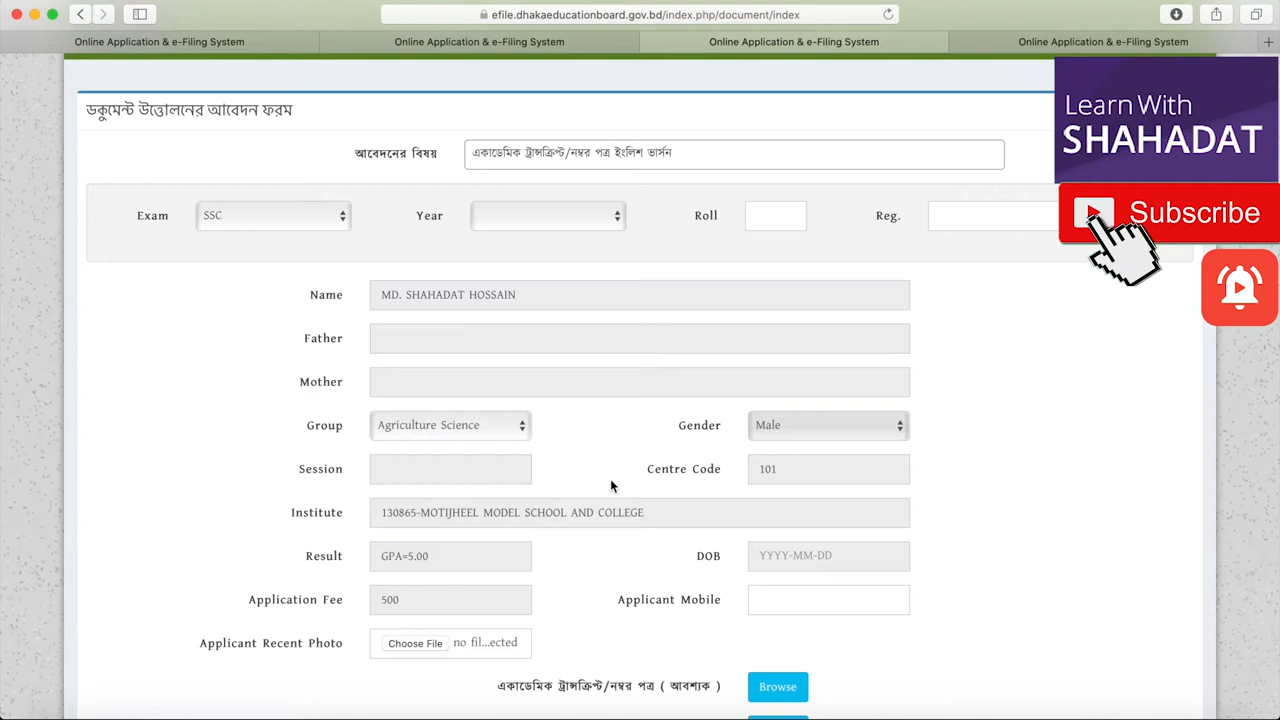 efile.dhakaeducationboard.gov.bd/index.php/document/index
Online Application & e-Filing System
Online Application & e-Filing System
Online Application & e-Filing System
Online Application & e-Filing System
Learn With
SHAHADAT
Subscribe
ডকুমেন্ট উত্তোলনের আবেদন ফরম
আবেদনের বিষয় একাডেমিক ট্রান্সক্রিপ্ট/নম্বর পত্র ইংলিশ ভার্সন
Exam SSC Year Roll Reg.
Name MD. SHAHADAT HOSSAIN
Father
Mother
Group Agriculture Science Gender Male
Session Centre Code 101
Institute 130865-MOTIJHEEL MODEL SCHOOL AND COLLEGE
Result GPA=5.00 DOB YYYY-MM-DD
Application Fee 500 Applicant Mobile
Applicant Recent Photo Choose File no fil...ected
একাডেমিক ট্রান্সক্রিপ্ট/নম্বর পত্র ( আবশ্যক ) Browse